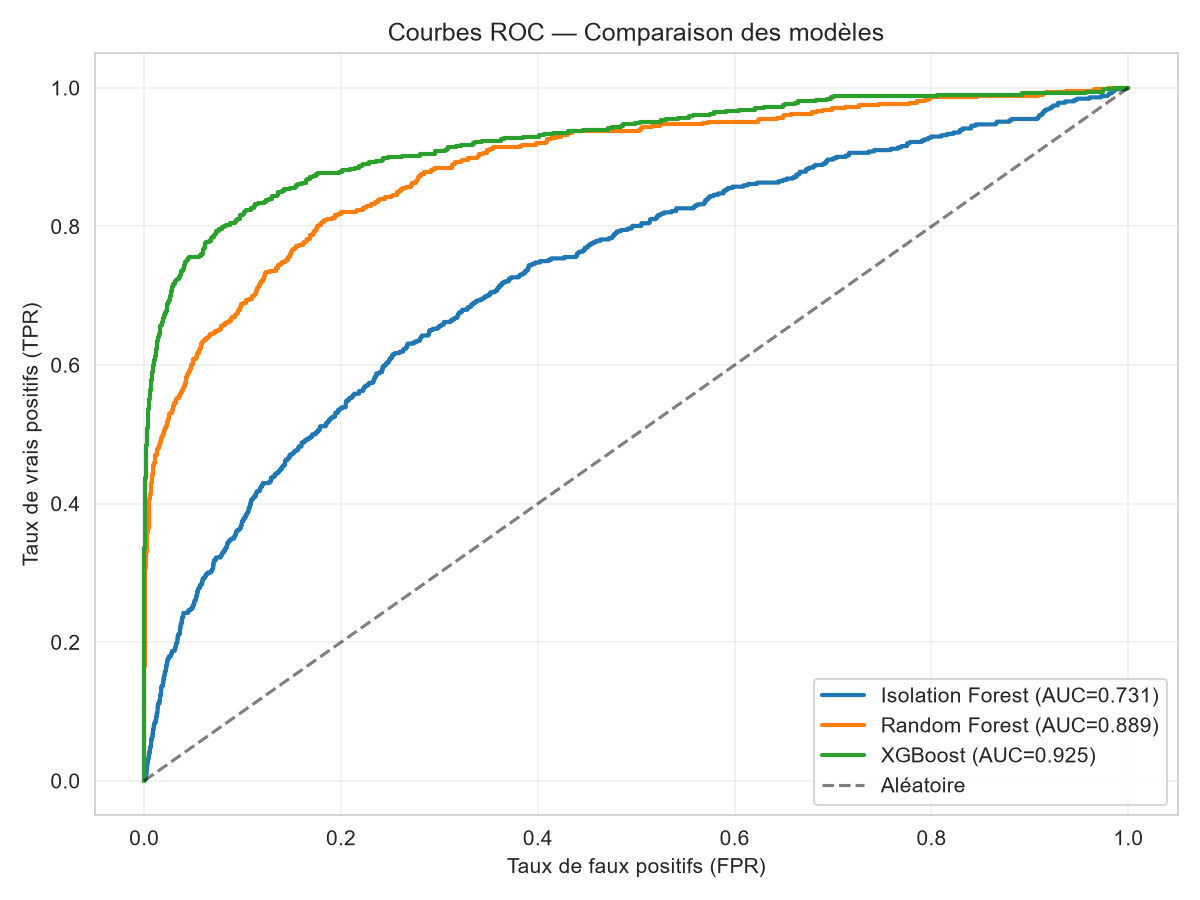 Courbes ROC — Comparaison des modèles
Taux de vrais positifs (TPR)
1.0
0.8
0.6
0.4
0.2
0.0
0.0 0.2 0.4 0.6 0.8 1.0
Taux de faux positifs (FPR)
Isolation Forest (AUC=0.731)
Random Forest (AUC=0.889)
XGBoost (AUC=0.925)
Aléatoire